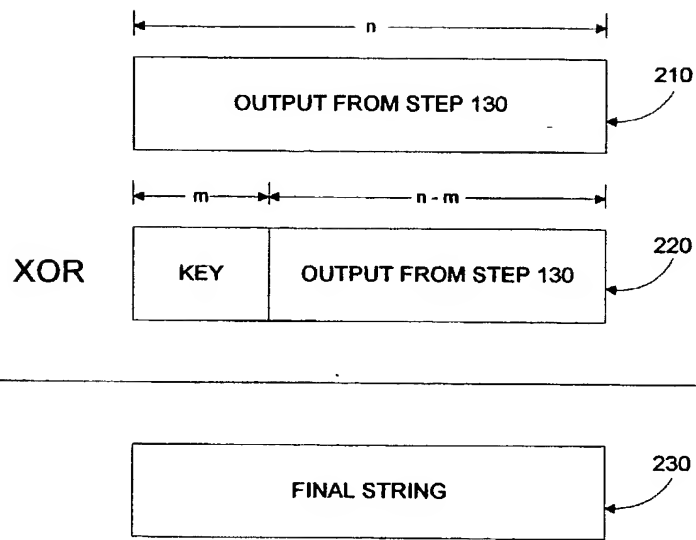 n
OUTPUT FROM STEP 130
210
m
n - m
XOR
KEY
OUTPUT FROM STEP 130
220
FINAL STRING
230